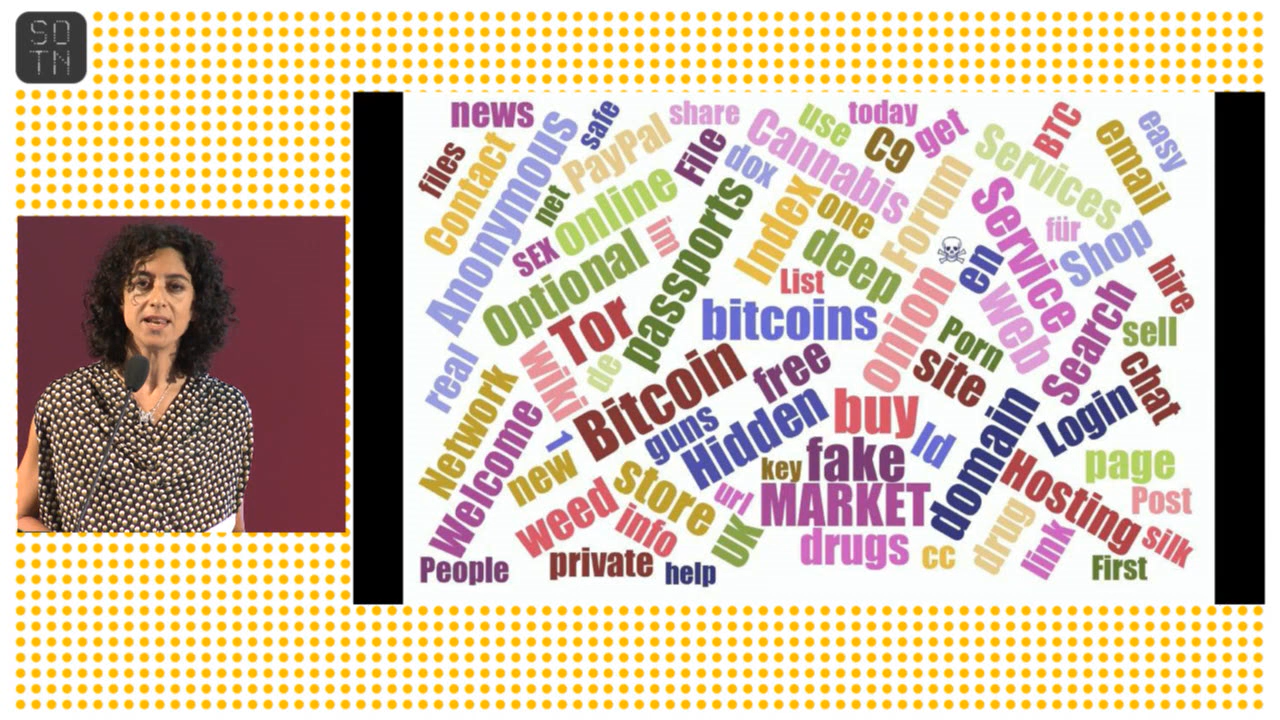 SO
TN
news
safe
share
use
today
C9
get
BTC
email
easy
files
Contact
Anonymous
net
PayPal
File
dox
Cannabis
Services
online
SEX
im
passports
Index
one
Forum
Service
für
Shop
hire
Optional
deep
List
en
Tor
bitcoins
onion
web
Search
sell
Porn
real
wiki
de
Bitcoin
free
site
chat
Network
guns
Hidden
buy
Id
Login
Welcome
1
new
key
fake
domain
page
weed
store
url
MARKET
Hosting
Post
info
UK
drugs
cc
drug
link
silk
People
private
help
First